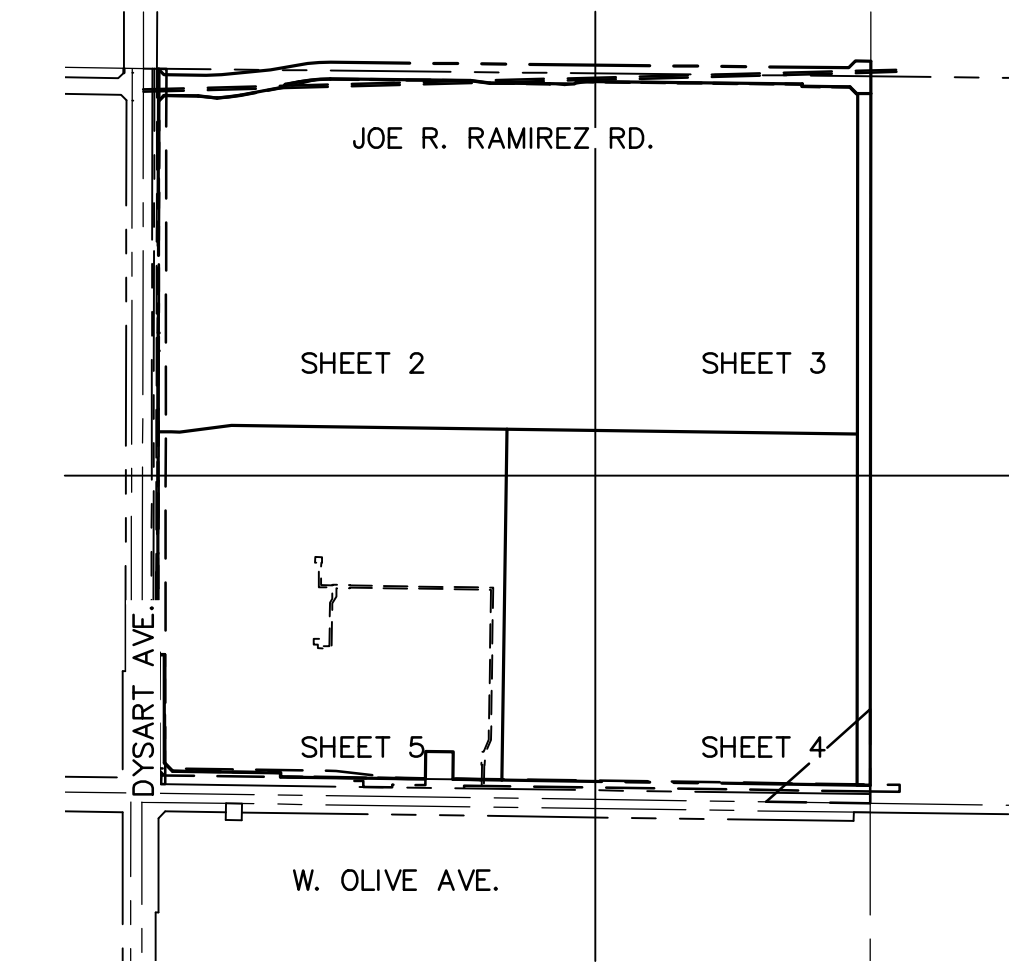 JOE R. RAMIREZ RD.
SHEET 2
SHEET 3
DYSART AVE.
SHEET 5
SHEET 4
W. OLIVE AVE.